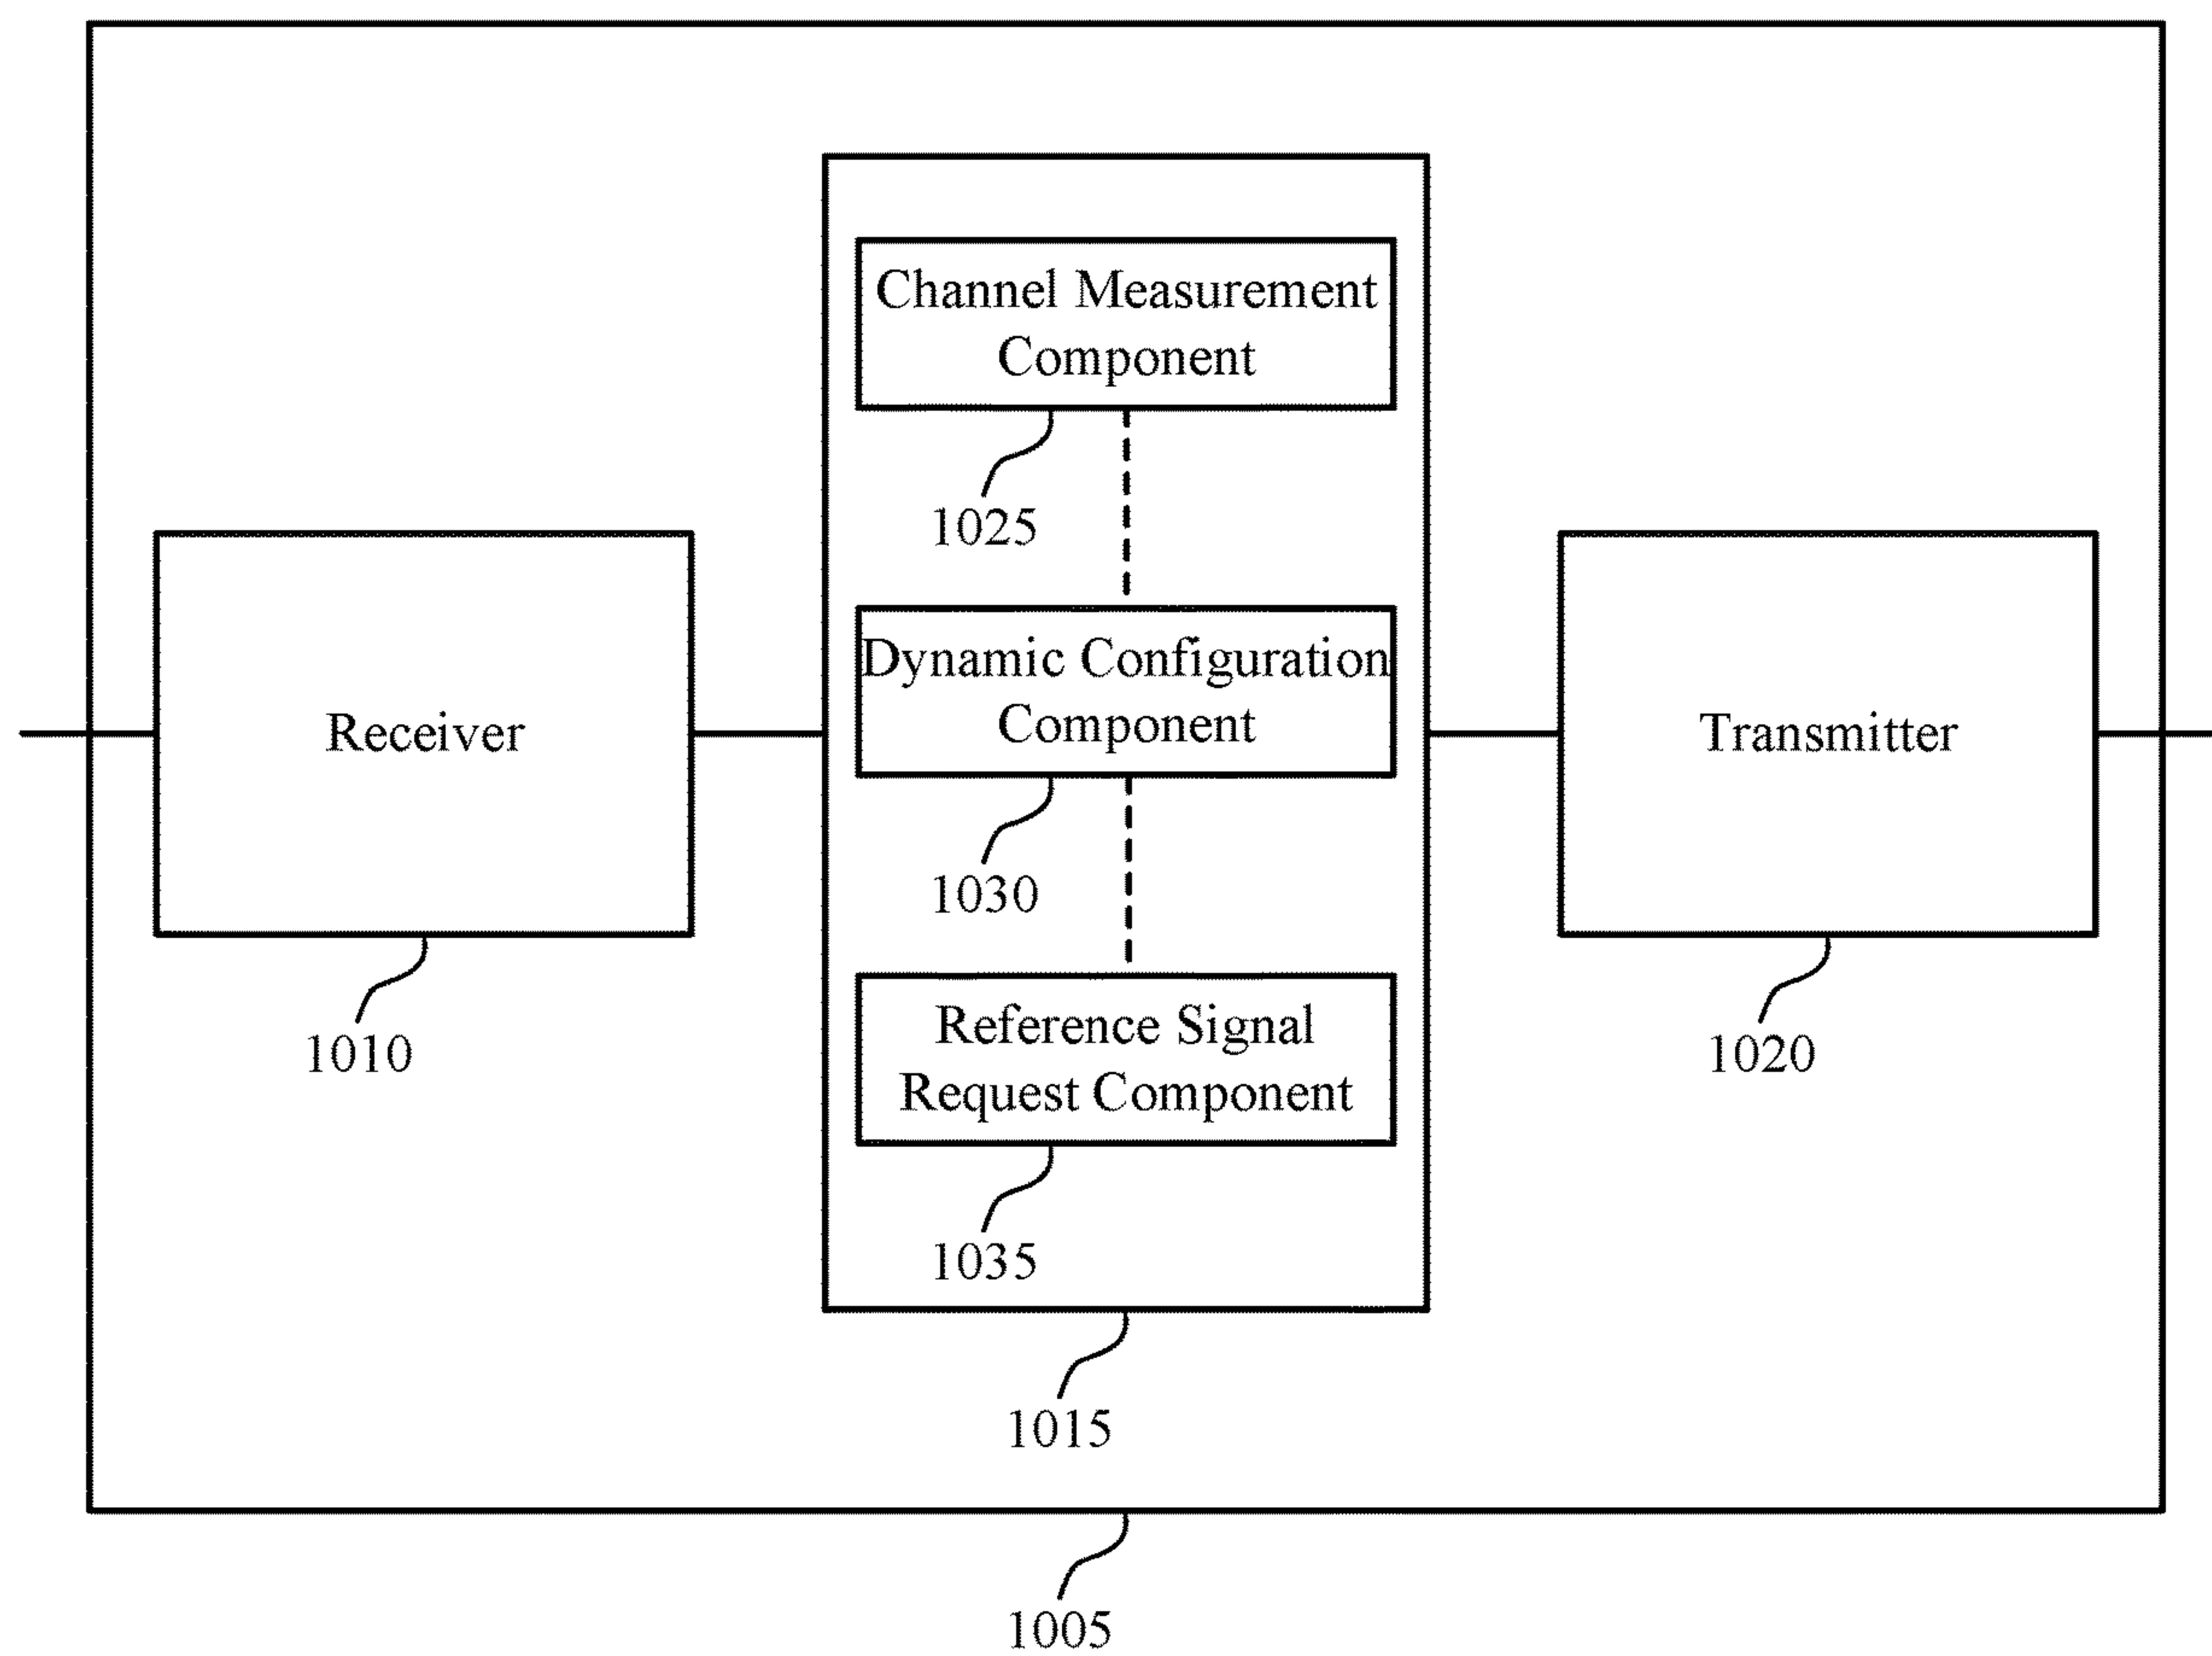 Channel Measurement
Component
1025
Dynamic Configuration
Component
1030
Reference Signal
Request Component
1035
Receiver
1010
Transmitter
1020
1015
1005